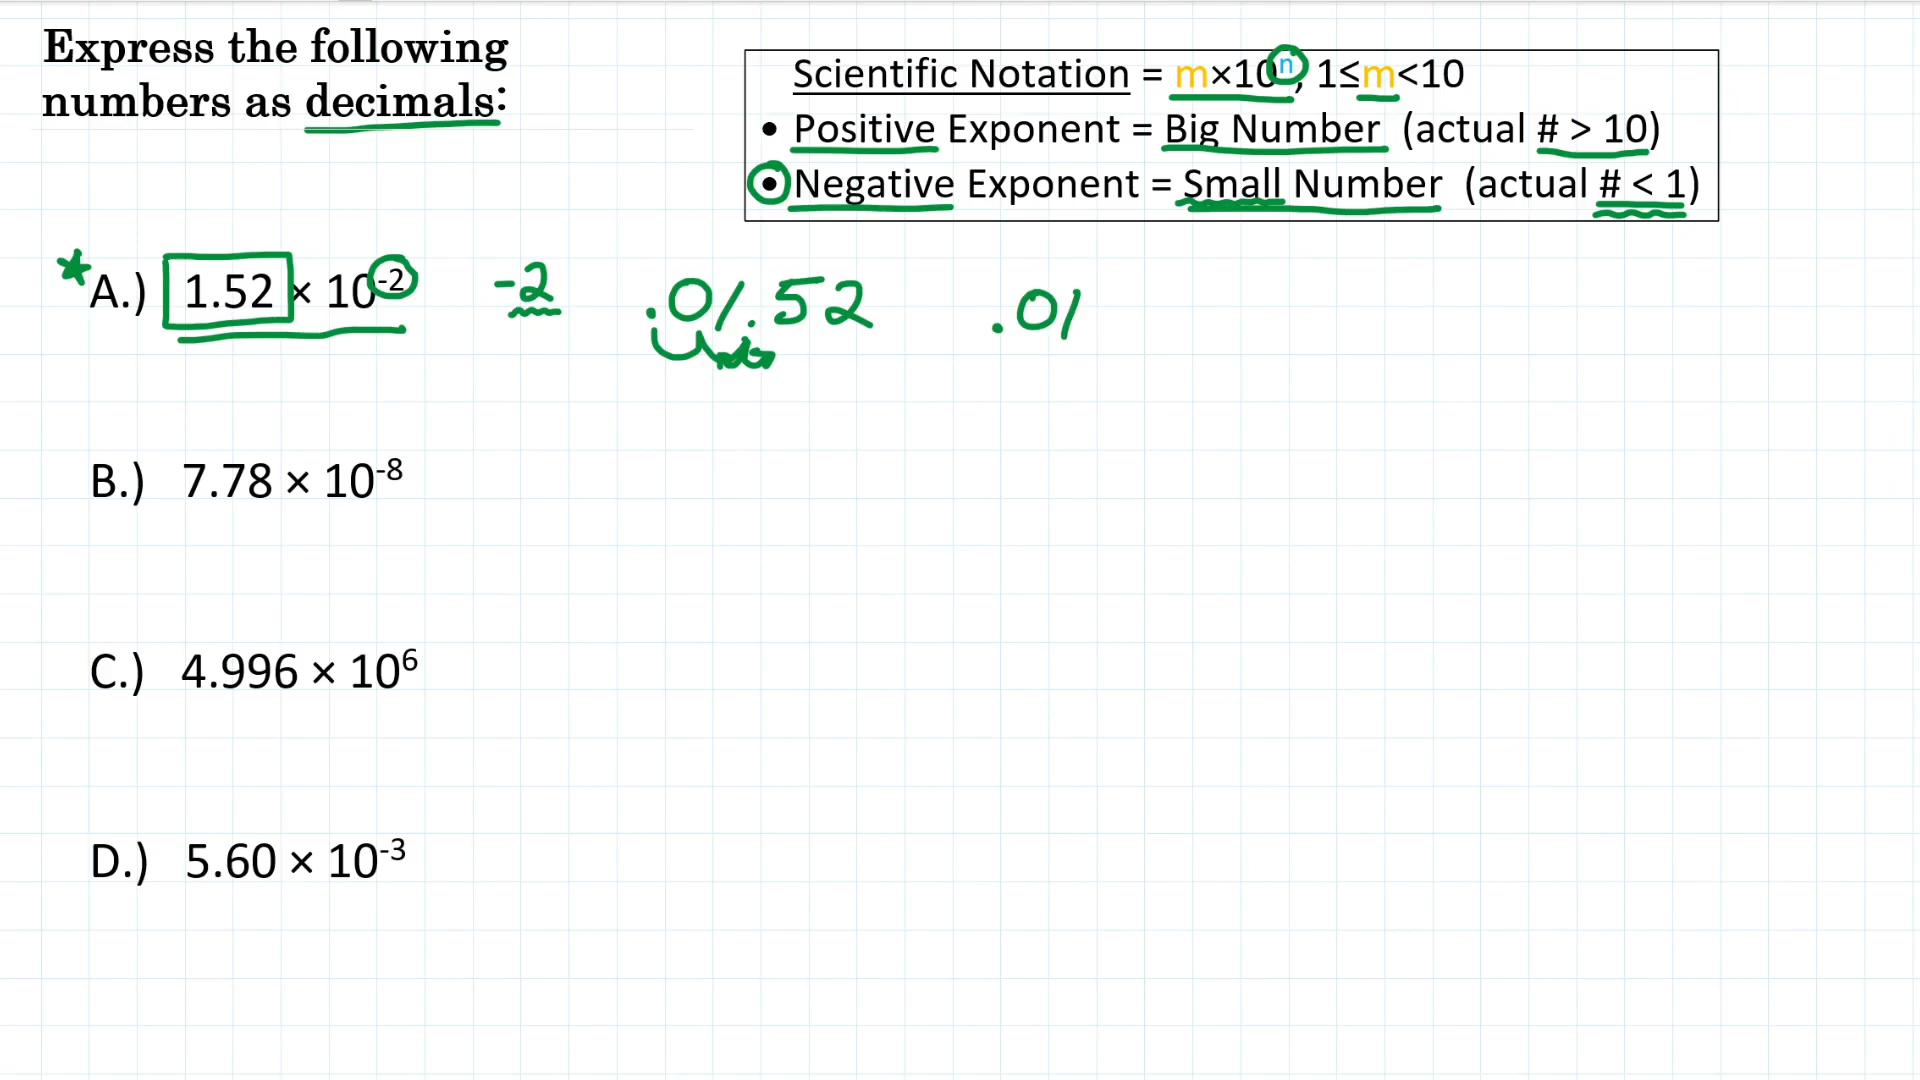 Express the following
numbers as decimals:
Scientific Notation = m×10ⁿ, 1≤m<10
• Positive Exponent = Big Number (actual # > 10)
• Negative Exponent = Small Number (actual # < 1)
*A.) 1.52 × 10⁻² -2 .01.52 .01
B.) 7.78 × 10⁻⁸
C.) 4.996 × 10⁶
D.) 5.60 × 10⁻³